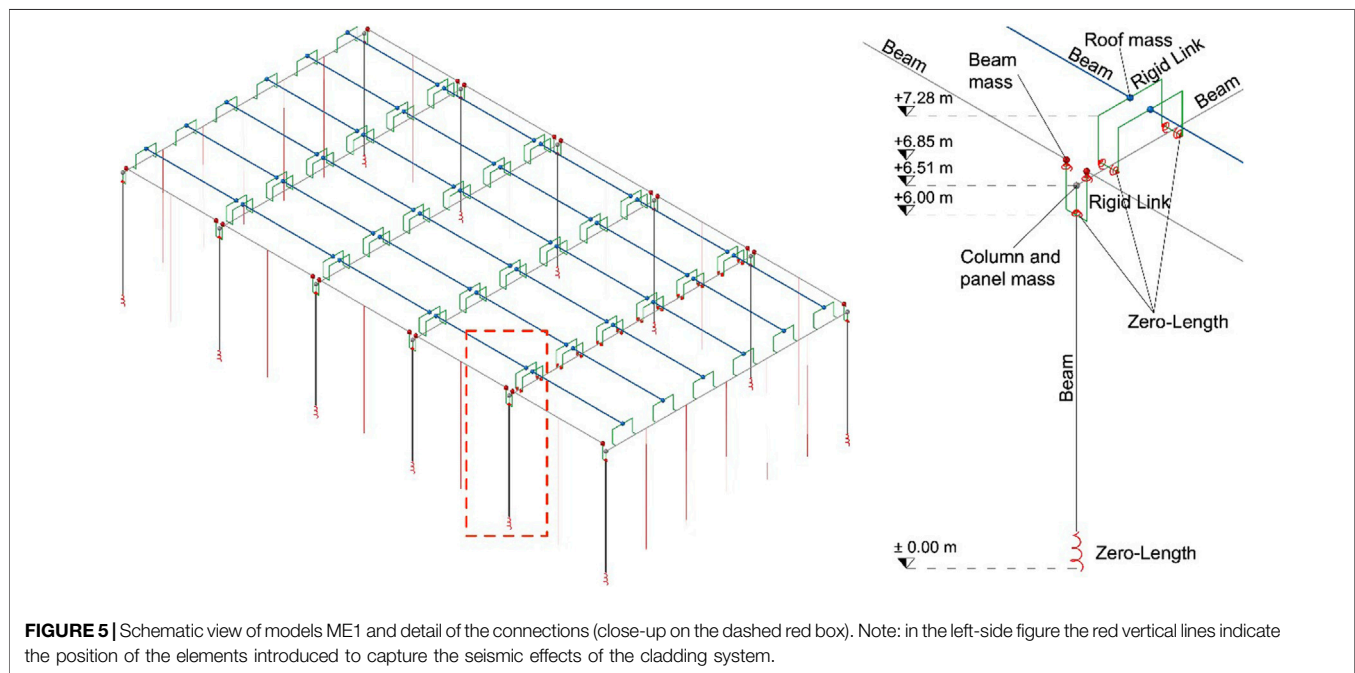 Beam
Roof mass
Beam
Rigid Link
Beam
mass
Beam
+7.28 m
+6.85 m
+6.51 m
+6.00 m
Rigid Link
Column and
panel mass
Zero-Length
Beam
± 0.00 m
Zero-Length
FIGURE 5 | Schematic view of models ME1 and detail of the connections (close-up on the dashed red box). Note: in the left-side figure the red vertical lines indicate
the position of the elements introduced to capture the seismic effects of the cladding system.